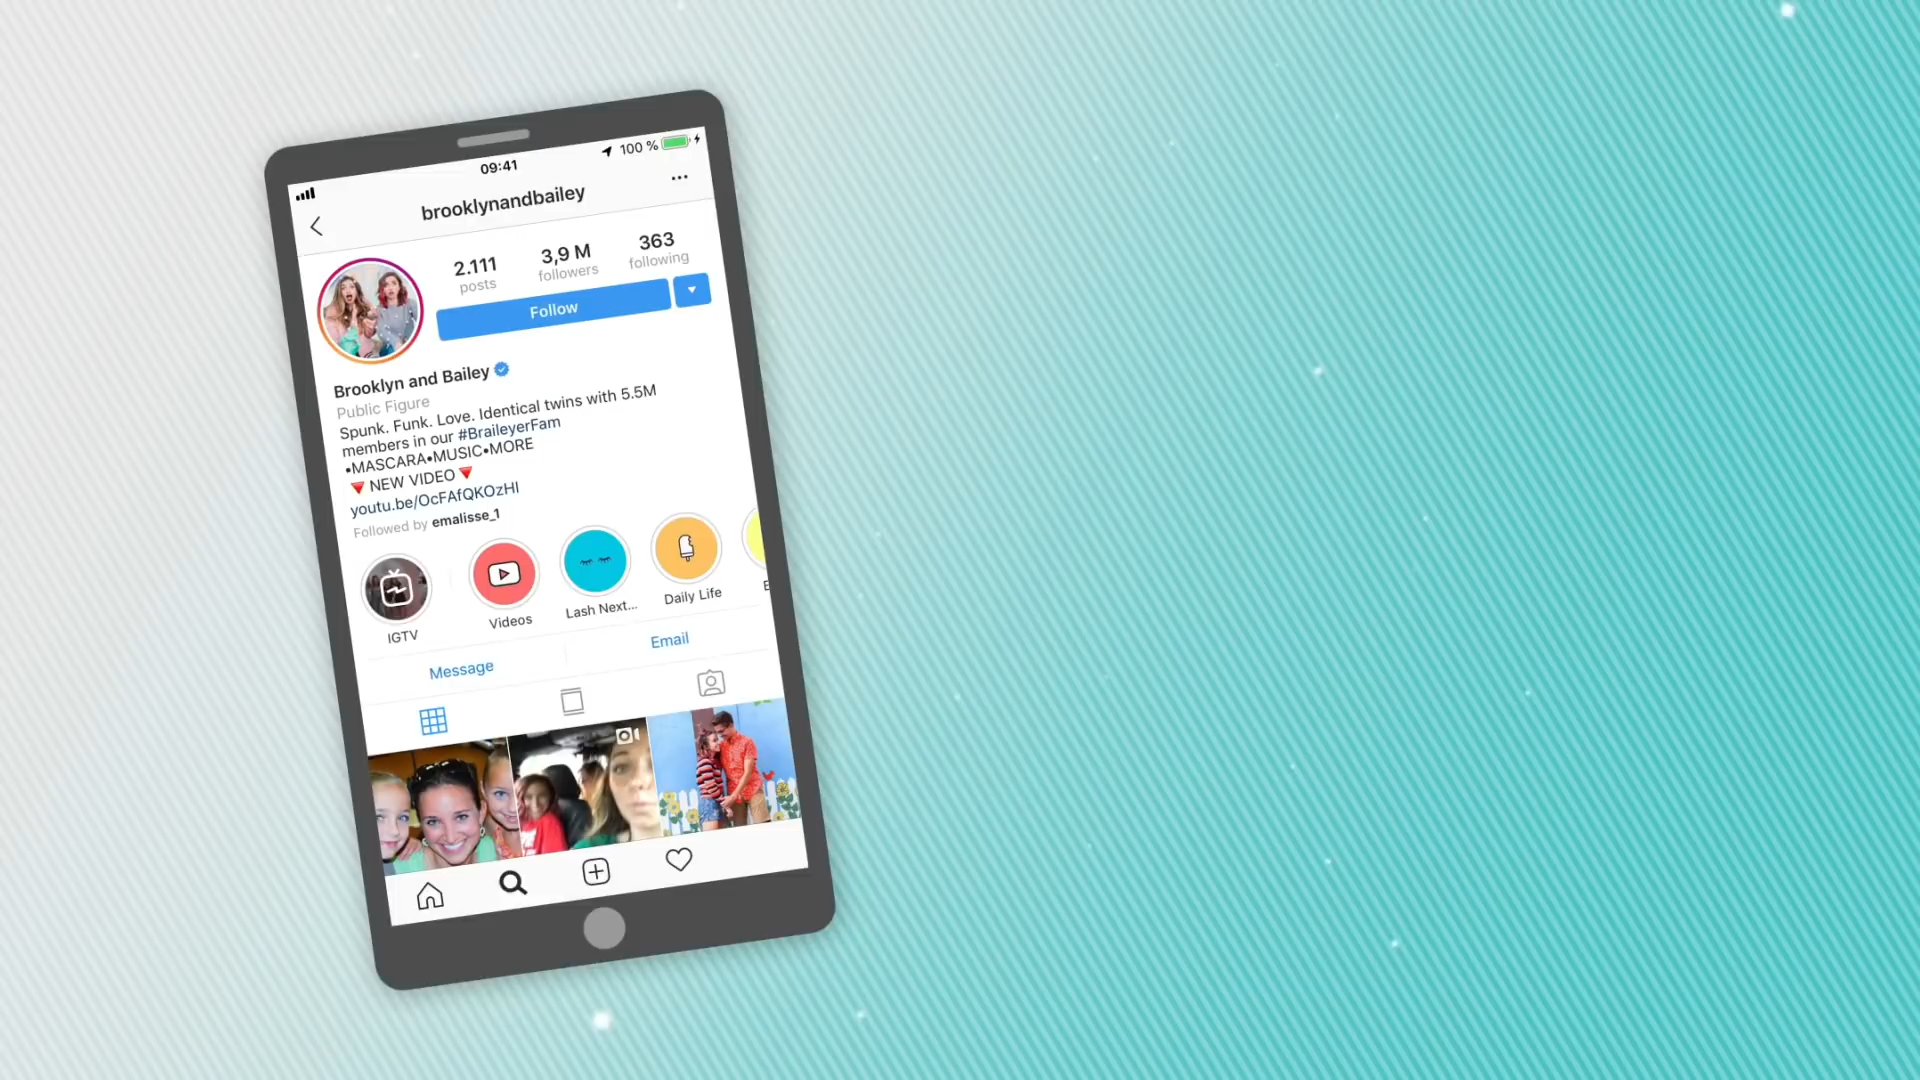 09:41
100 %
brooklynandbailey
2.111
posts
3,9 M
followers
363
following
Follow
Brooklyn and Bailey
Public Figure
Spunk. Funk. Love. Identical twins with 5.5M
members in our #BraileyerFam
•MASCARA•MUSIC•MORE
🔻NEW VIDEO🔻
youtu.be/OcFAfQKOzHI
Followed by emalisse_1
IGTV
Videos
Lash Next...
Daily Life
Message
Email